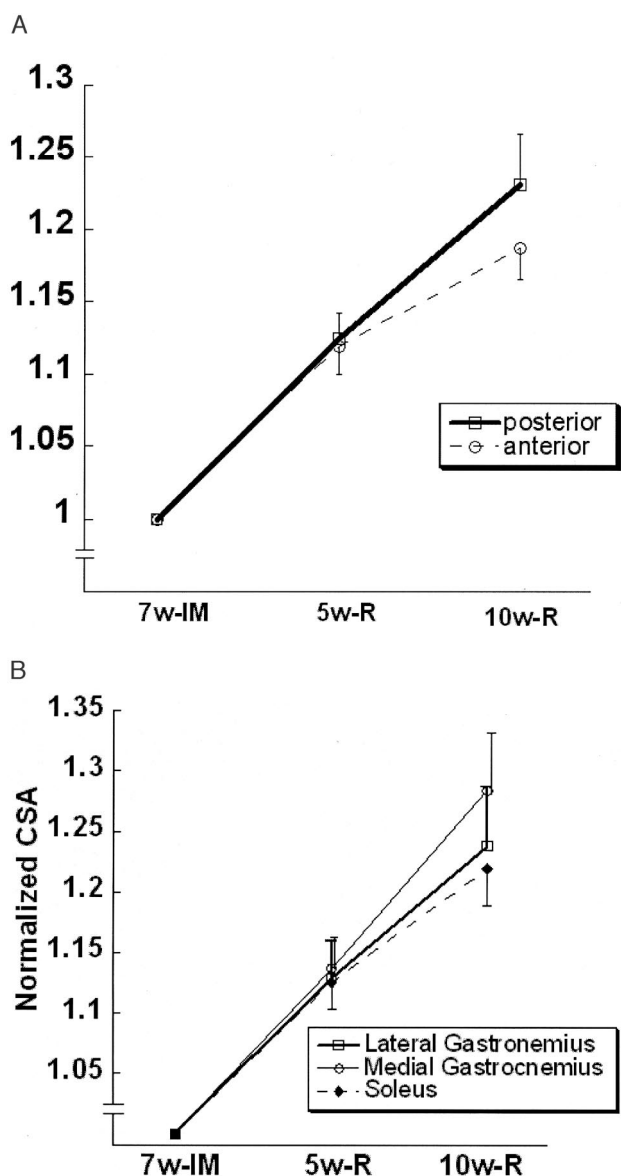 A
1.3
1.25
1.2
1.15
1.1
1.05
1
posterior
anterior
7w-IM 5w-R 10w-R
B
Normalized CSA
1.35
1.3
1.25
1.2
1.15
1.1
1.05
Lateral Gastronemius
Medial Gastrocnemius
Soleus
7w-IM 5w-R 10w-R